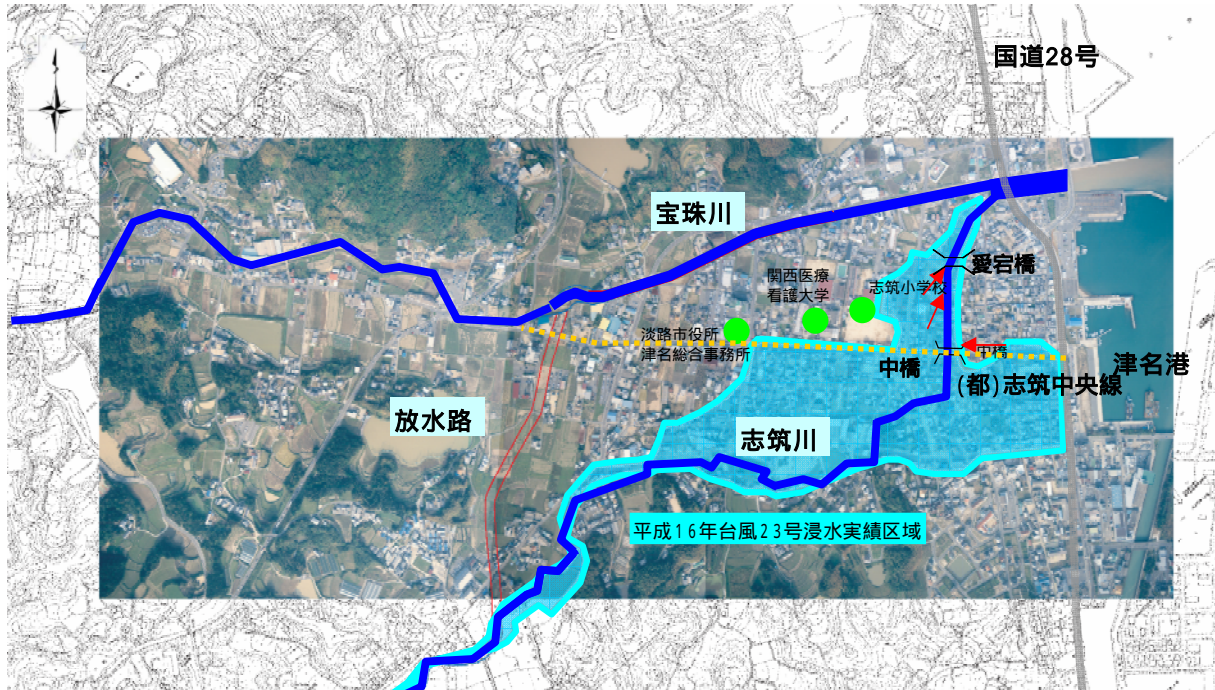 国道28号
宝珠川
愛宕橋
関西医療
看護大学
志筑小学校
淡路市役所
津名総合事務所
中橋
中橋
津名港
(都)志筑中央線
放水路
志筑川
平成16年台風23号浸水実績区域